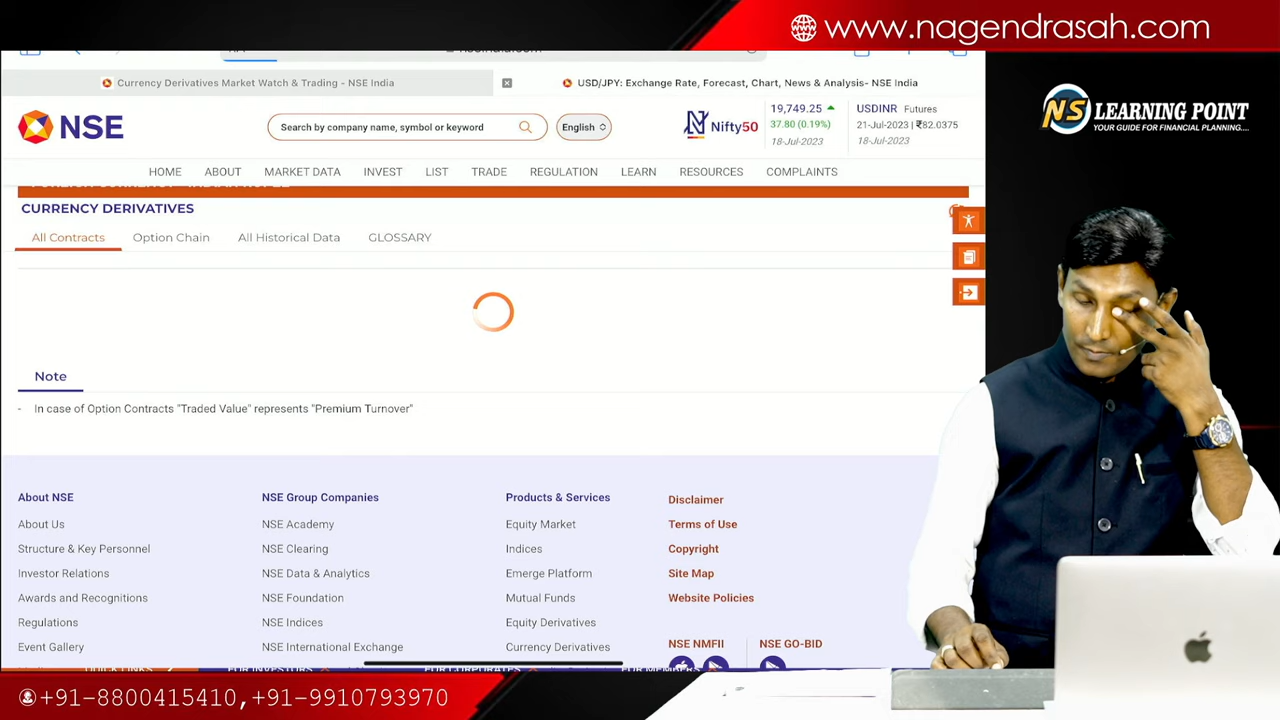 www.nagendrasah.com
Currency Derivatives Market Watch & Trading - NSE India
USD/JPY: Exchange Rate, Forecast, Chart, News & Analysis- NSE India
NSE
Search by company name, symbol or keyword
English
Nifty50
19,749.25
37.80 (0.19%)
18-Jul-2023
USDINR Futures
21-Jul-2023 | ₹82.0375
18-Jul-2023
NS LEARNING POINT
YOUR GUIDE FOR FINANCIAL PLANNING....
HOME ABOUT MARKET DATA INVEST LIST TRADE REGULATION LEARN RESOURCES COMPLAINTS
CURRENCY DERIVATIVES
All Contracts Option Chain All Historical Data GLOSSARY
Note
- In case of Option Contracts "Traded Value" represents "Premium Turnover"
About NSE
About Us
Structure & Key Personnel
Investor Relations
Awards and Recognitions
Regulations
Event Gallery
NSE Group Companies
NSE Academy
NSE Clearing
NSE Data & Analytics
NSE Foundation
NSE Indices
NSE International Exchange
Products & Services
Equity Market
Indices
Emerge Platform
Mutual Funds
Equity Derivatives
Currency Derivatives
Disclaimer
Terms of Use
Copyright
Site Map
Website Policies
NSE NMFII
NSE GO-BID
+91-8800415410,+91-9910793970